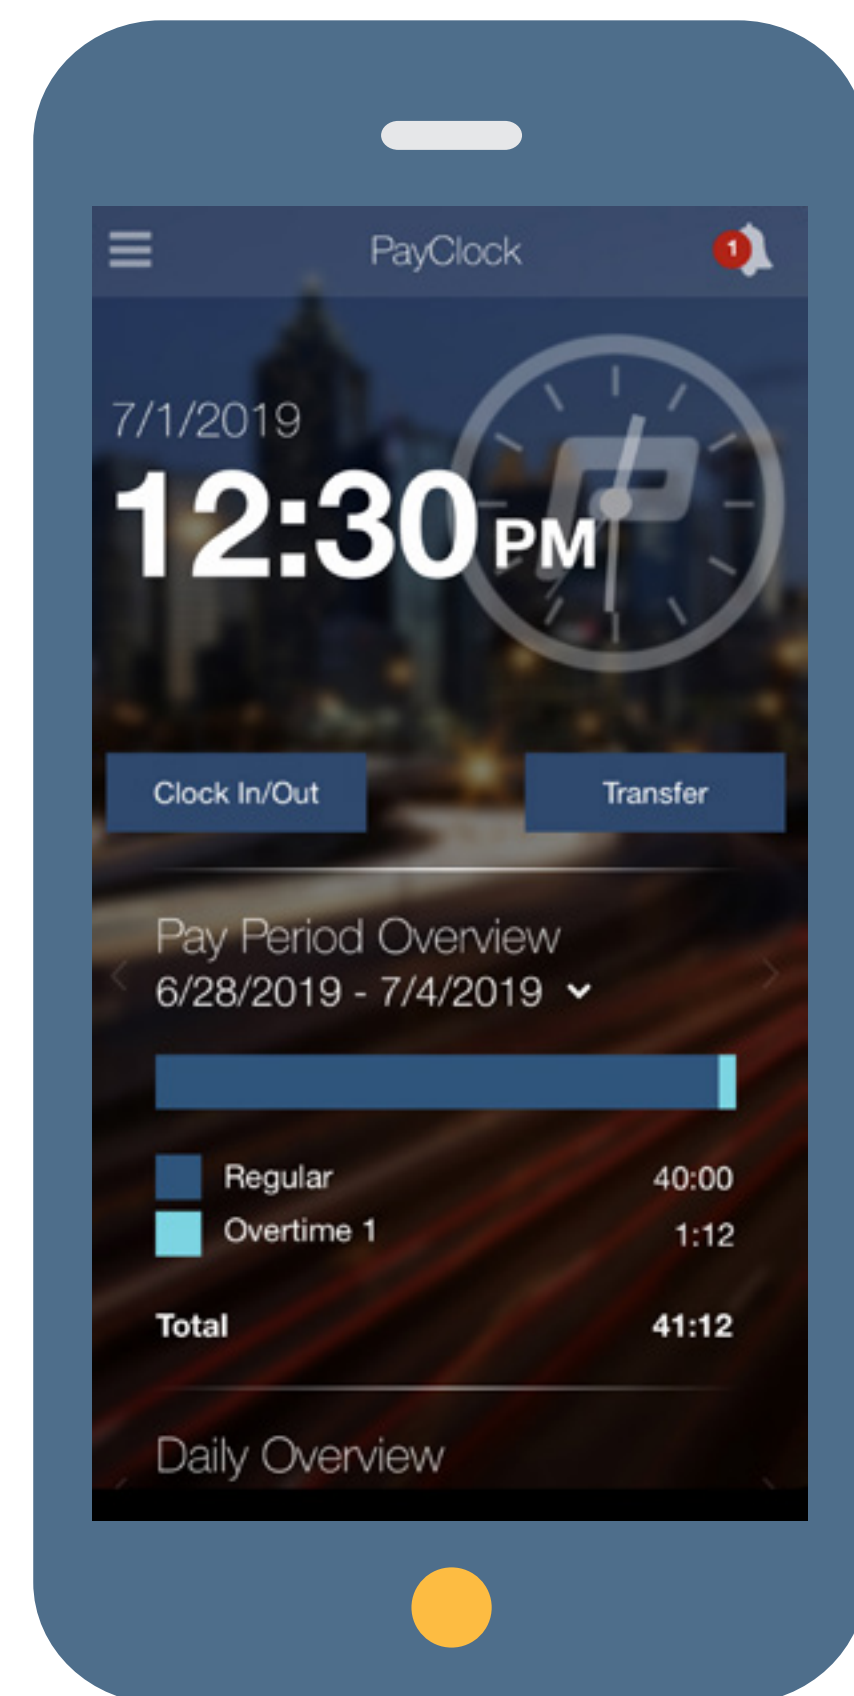 PayClock
1
7/1/2019
12:30 PM
Clock In/Out
Transfer
Pay Period Overview
6/28/2019 - 7/4/2019
Regular 40:00
Overtime 1 1:12
Total 41:12
Daily Overview